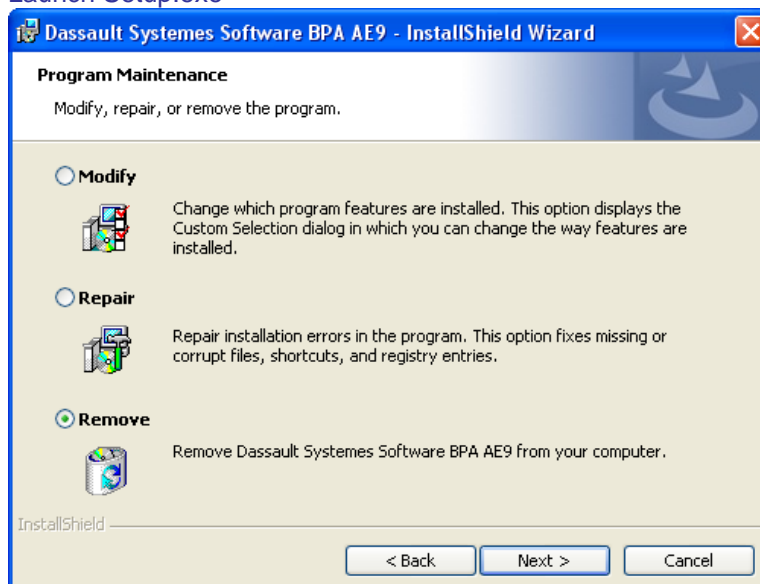 Launch Setup.exe
Dassault Systemes Software BPA AE9 - InstallShield Wizard
Program Maintenance
Modify, repair, or remove the program.
Modify
Change which program features are installed. This option displays the
Custom Selection dialog in which you can change the way features are
installed.
Repair
Repair installation errors in the program. This option fixes missing or
corrupt files, shortcuts, and registry entries.
Remove
Remove Dassault Systemes Software BPA AE9 from your computer.
InstallShield
< Back Next > Cancel